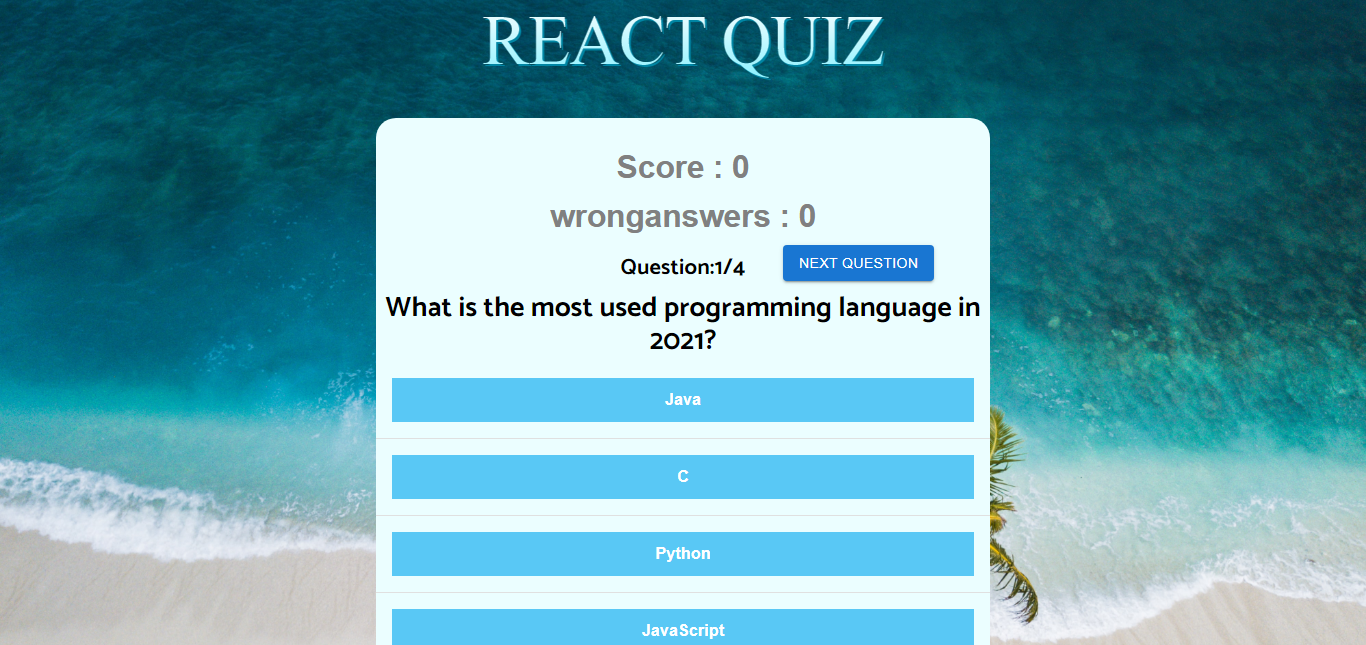 REACT QUIZ
Score : 0
wronganswers : 0
Question:1/4
NEXT QUESTION
What is the most used programming language in
2021?
Java
C
Python
JavaScript